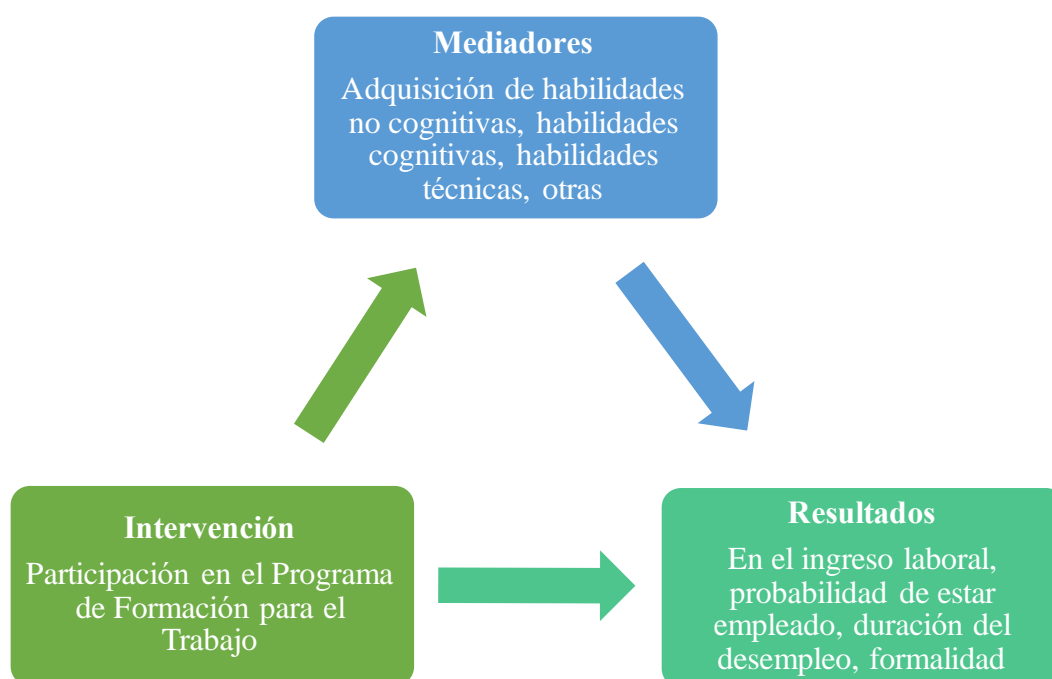 Mediadores
Adquisición de habilidades
no cognitivas, habilidades
cognitivas, habilidades
técnicas, otras
Intervención
Participación en el Programa
de Formación para el
Trabajo
Resultados
En el ingreso laboral,
probabilidad de estar
empleado, duración del
desempleo, formalidad